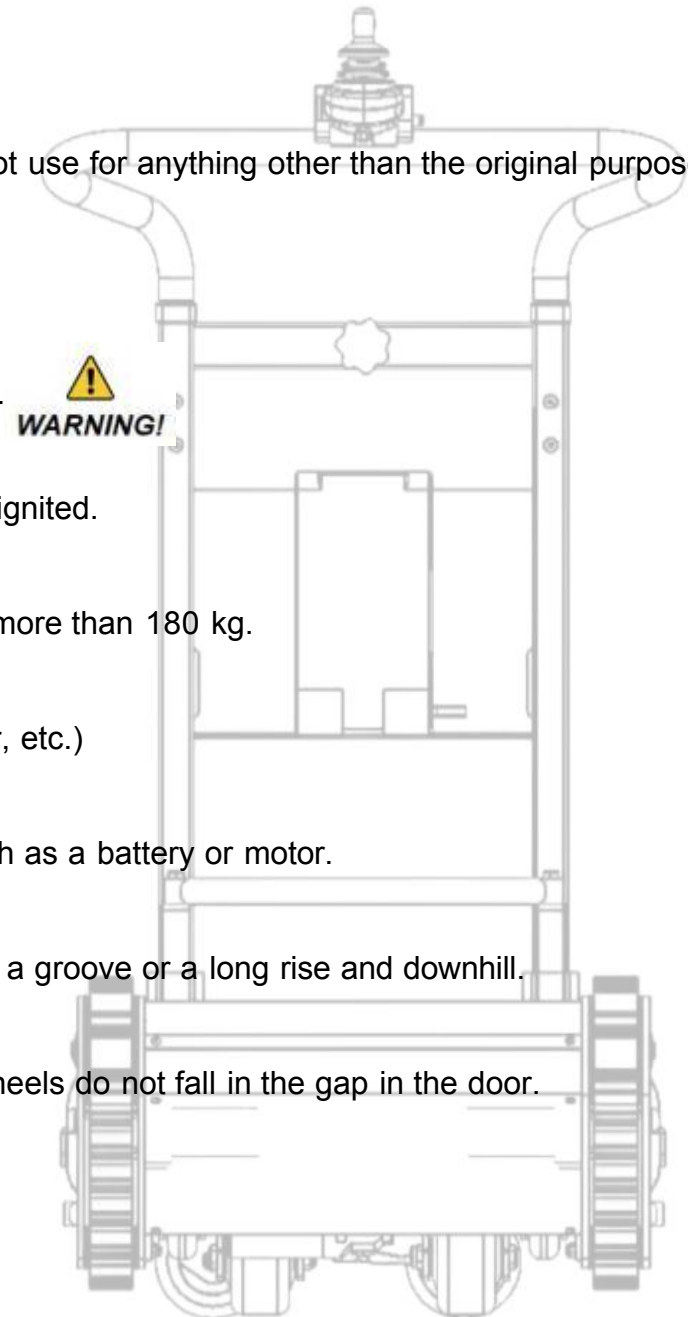 ot use for anything other than the original purpos
WARNING!
ignited.
more than 180 kg.
, etc.)
h as a battery or motor.
a groove or a long rise and downhill.
heels do not fall in the gap in the door.